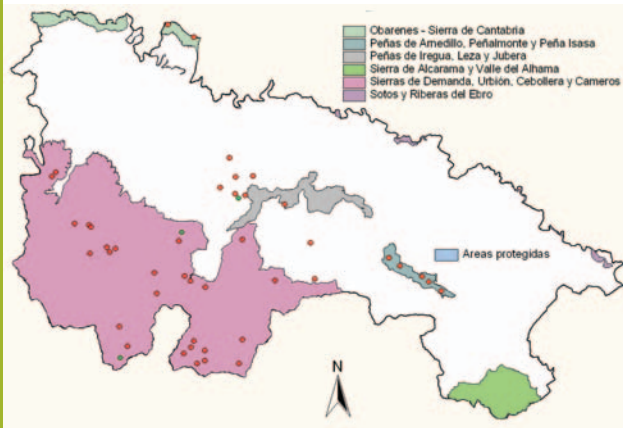 Obarenes - Sierra de Cantabria
Peñas de Arnedillo, Peñalmonte y Peña Isasa
Peñas de Iregua, Leza y Jubera
Sierra de Alcarama y Valle del Alhama
Sierras de Demanda, Urbión, Cebollera y Cameros
Sotos y Riberas del Ebro
Areas protegidas
N